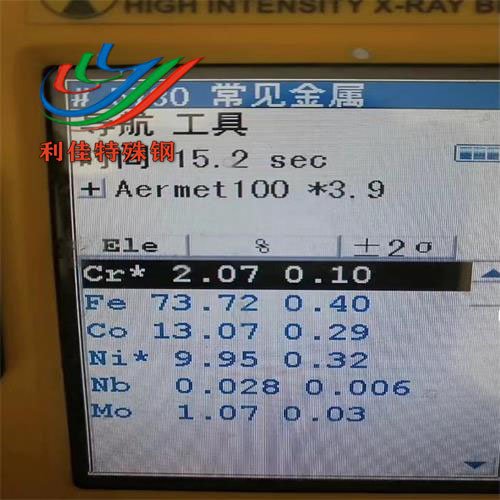 HIGH INTENSITY X-RAY B
常见金属
利佳特殊钢
工具
15.2 sec
+ Aermet100 *3.9
Ele % ±2σ
Cr* 2.07 0.10
Fe 73.72 0.40
Co 13.07 0.29
Ni* 9.95 0.32
Nb 0.028 0.006
Mo 1.07 0.03